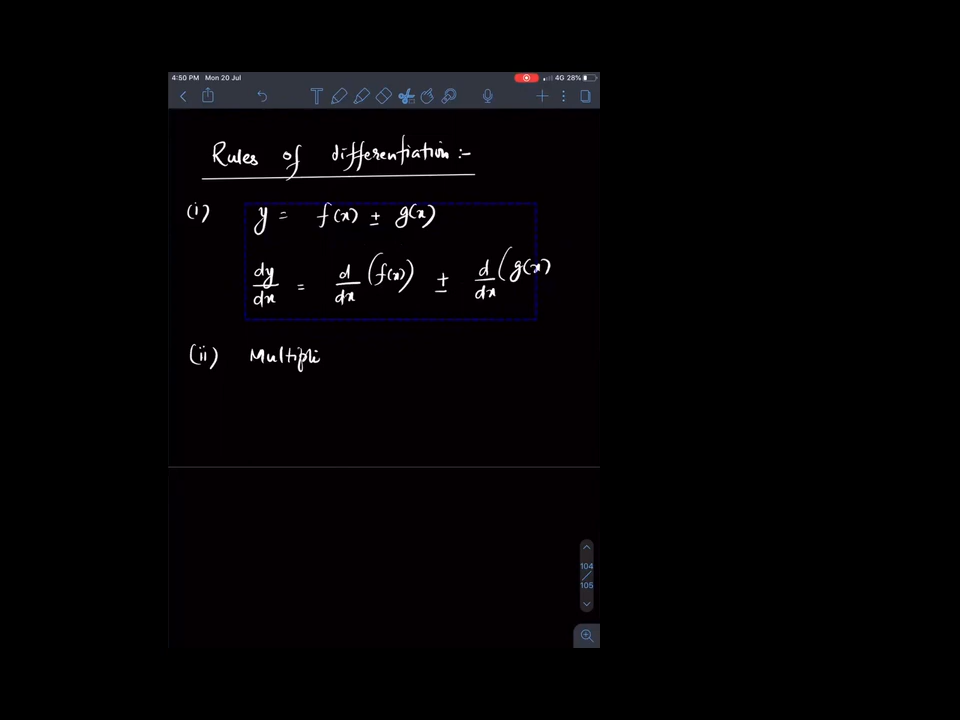 4:50 PM Mon 20 Jul 4G 28%
T
Rules of differentiation :-
(i) y = f(x) ± g(x)
dy/dx = d/dx (f(x)) ± d/dx (g(x)
(ii) Multipli
104
105